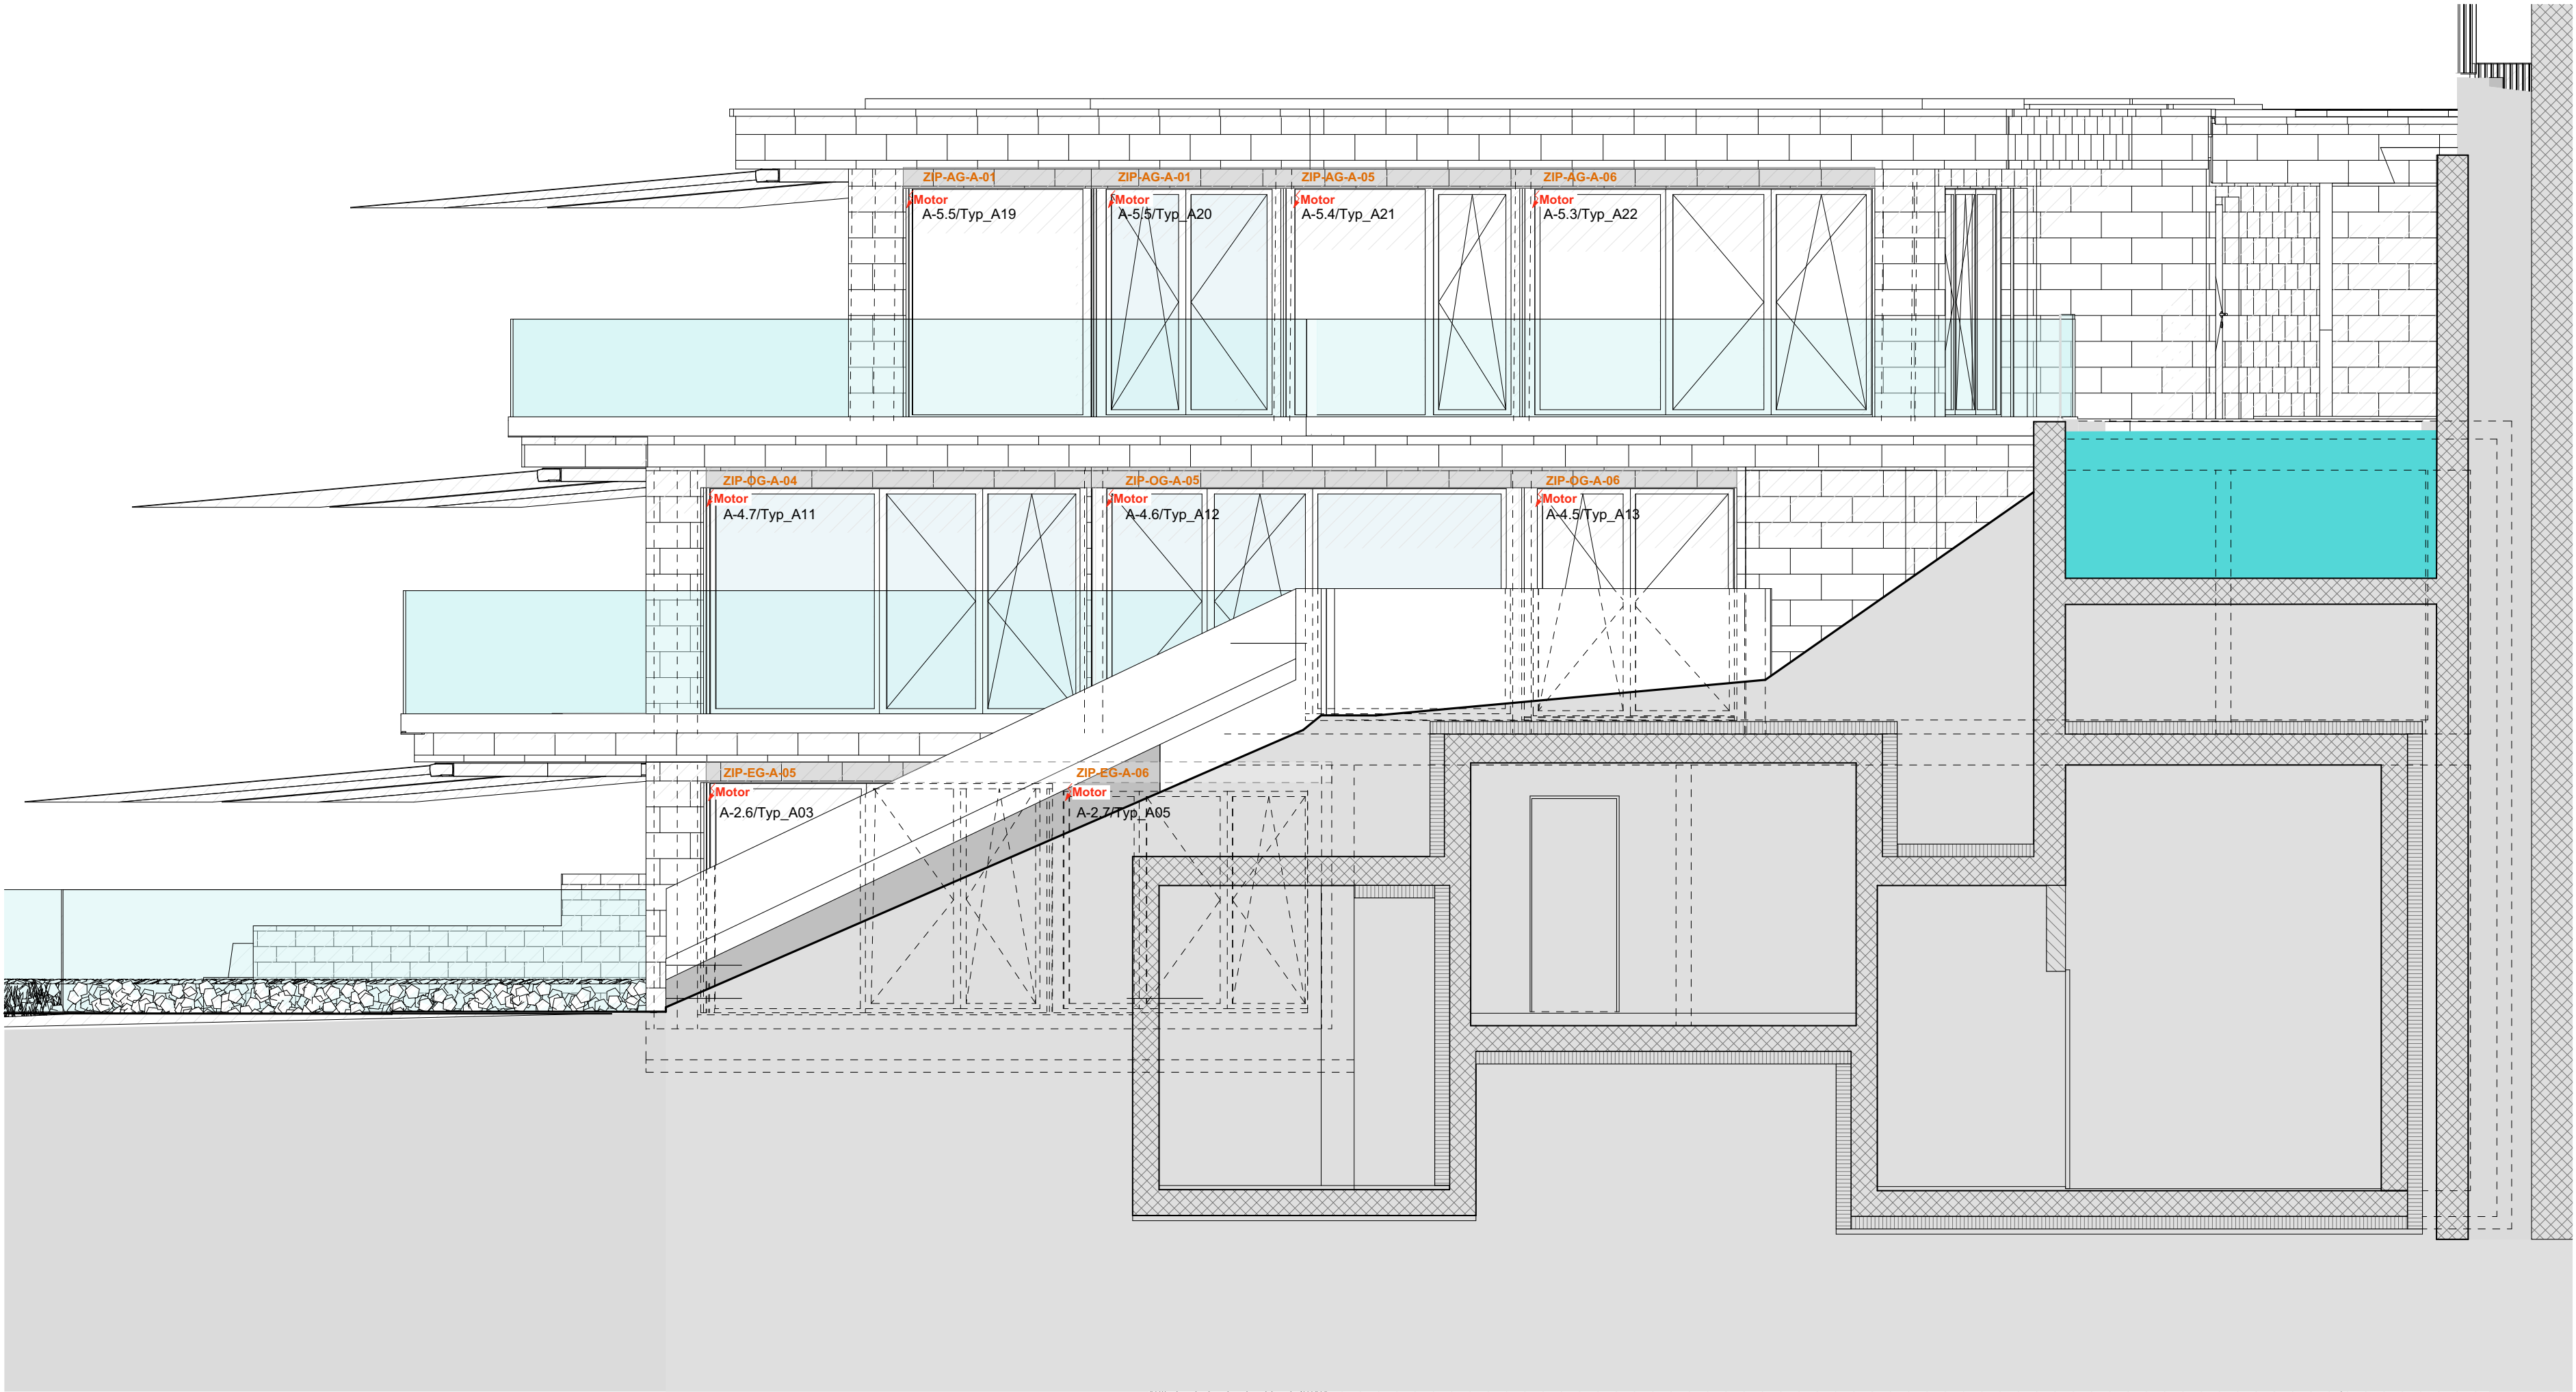 ZIP-AG-A-01
ZIP-AG-A-01
ZIP-AG-A-05
ZIP-AG-A-06
Motor
Motor
Motor
Motor
A-5.5/Typ_A19
A-5.5/Typ_A20
A-5.4/Typ_A21
A-5.3/Typ_A22
ZIP-OG-A-04
ZIP-OG-A-05
ZIP-OG-A-06
Motor
Motor
Motor
A-4.7/Typ_A11
A-4.6/Typ_A12
A-4.5/Typ_A13
ZIP-EG-A-05
ZIP-EG-A-06
Motor
Motor
A-2.6/Typ_A03
A-2.7/Typ_A05